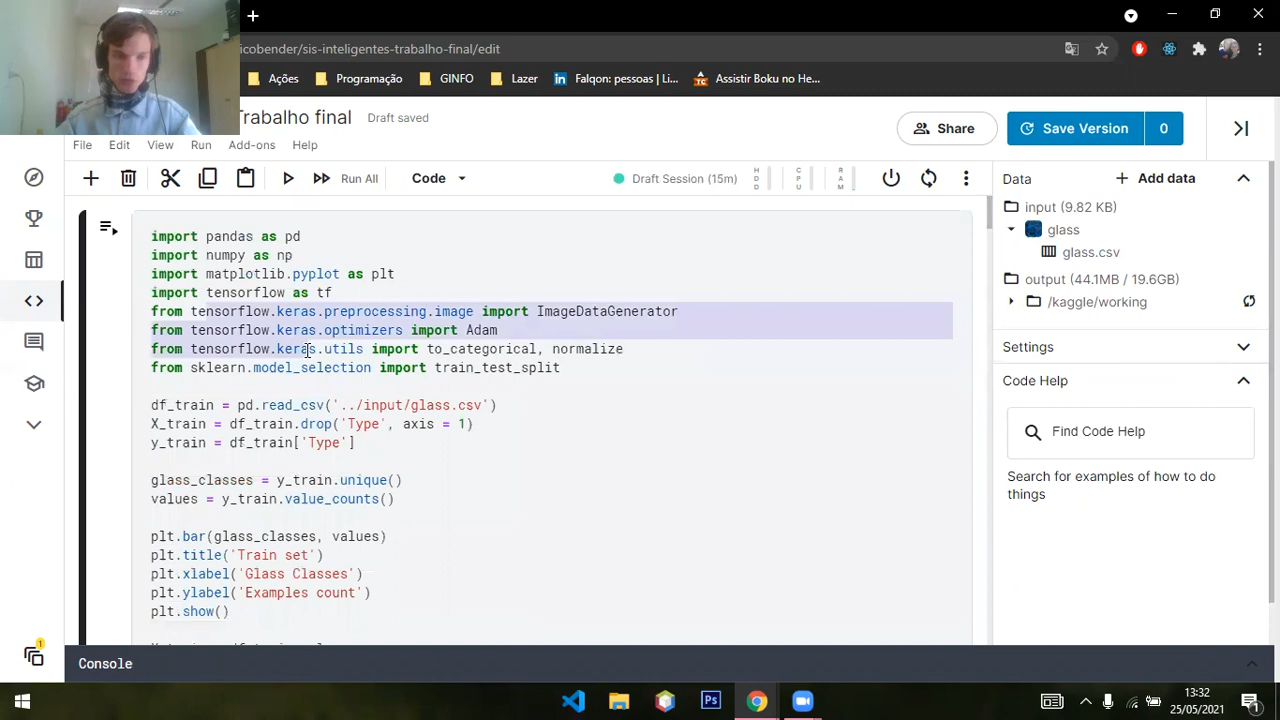 icobender/sis-inteligentes-trabalho-final/edit
Ações
Programação
GINFO
Lazer
Falqon: pessoas | Li...
Assistir Boku no He...
Trabalho final
Draft saved
Share
Save Version
0
File
Edit
View
Run
Add-ons
Help
Run All
Code
Draft Session (15m)
HDD
CPU
RAM
import pandas as pd
import numpy as np
import matplotlib.pyplot as plt
import tensorflow as tf
from tensorflow.keras.preprocessing.image import ImageDataGenerator
from tensorflow.keras.optimizers import Adam
from tensorflow.keras.utils import to_categorical, normalize
from sklearn.model_selection import train_test_split
df_train = pd.read_csv('../input/glass.csv')
X_train = df_train.drop('Type', axis = 1)
y_train = df_train['Type']
glass_classes = y_train.unique()
values = y_train.value_counts()
plt.bar(glass_classes, values)
plt.title('Train set')
plt.xlabel('Glass Classes')
plt.ylabel('Examples count')
plt.show()
Data
Add data
input (9.82 KB)
glass
glass.csv
output (44.1MB / 19.6GB)
/kaggle/working
Settings
Code Help
Find Code Help
Search for examples of how to do
things
1
Console
Ps
13:32
25/05/2021